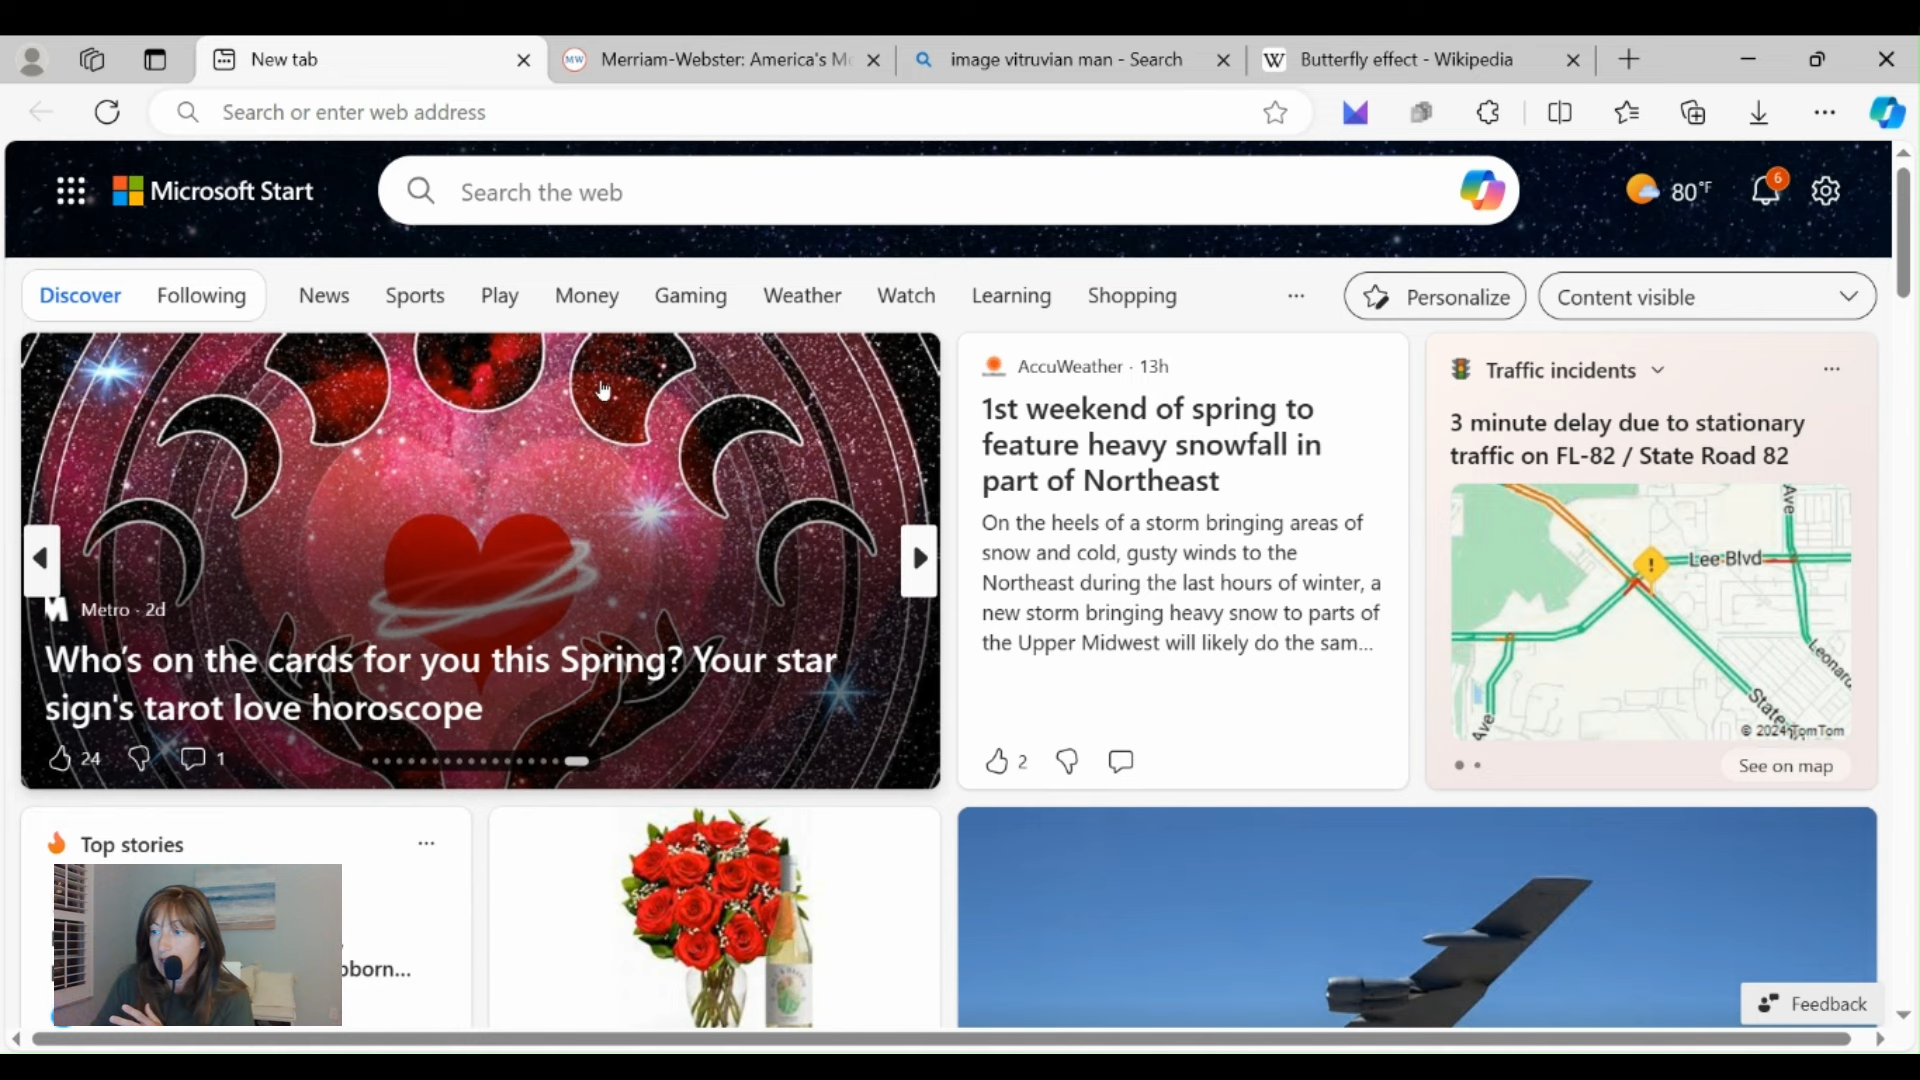 New tab
Merriam-Webster: America's Mo
image vitruvian man - Search
W Butterfly effect - Wikipedia
Search or enter web address
Microsoft Start
Search the web
80°F
6
Discover
Following
News
Sports
Play
Money
Gaming
Weather
Watch
Learning
Shopping
Personalize
Content visible
Metro · 2d
Who's on the cards for you this Spring? Your star
sign's tarot love horoscope
24
1
AccuWeather · 13h
1st weekend of spring to
feature heavy snowfall in
part of Northeast
On the heels of a storm bringing areas of
snow and cold, gusty winds to the
Northeast during the last hours of winter, a
new storm bringing heavy snow to parts of
the Upper Midwest will likely do the sam...
2
Traffic incidents
3 minute delay due to stationary
traffic on FL-82 / State Road 82
Ave
Lee Blvd
Leonard
State
Ave
© 2024 TomTom
See on map
Top stories
born...
Feedback